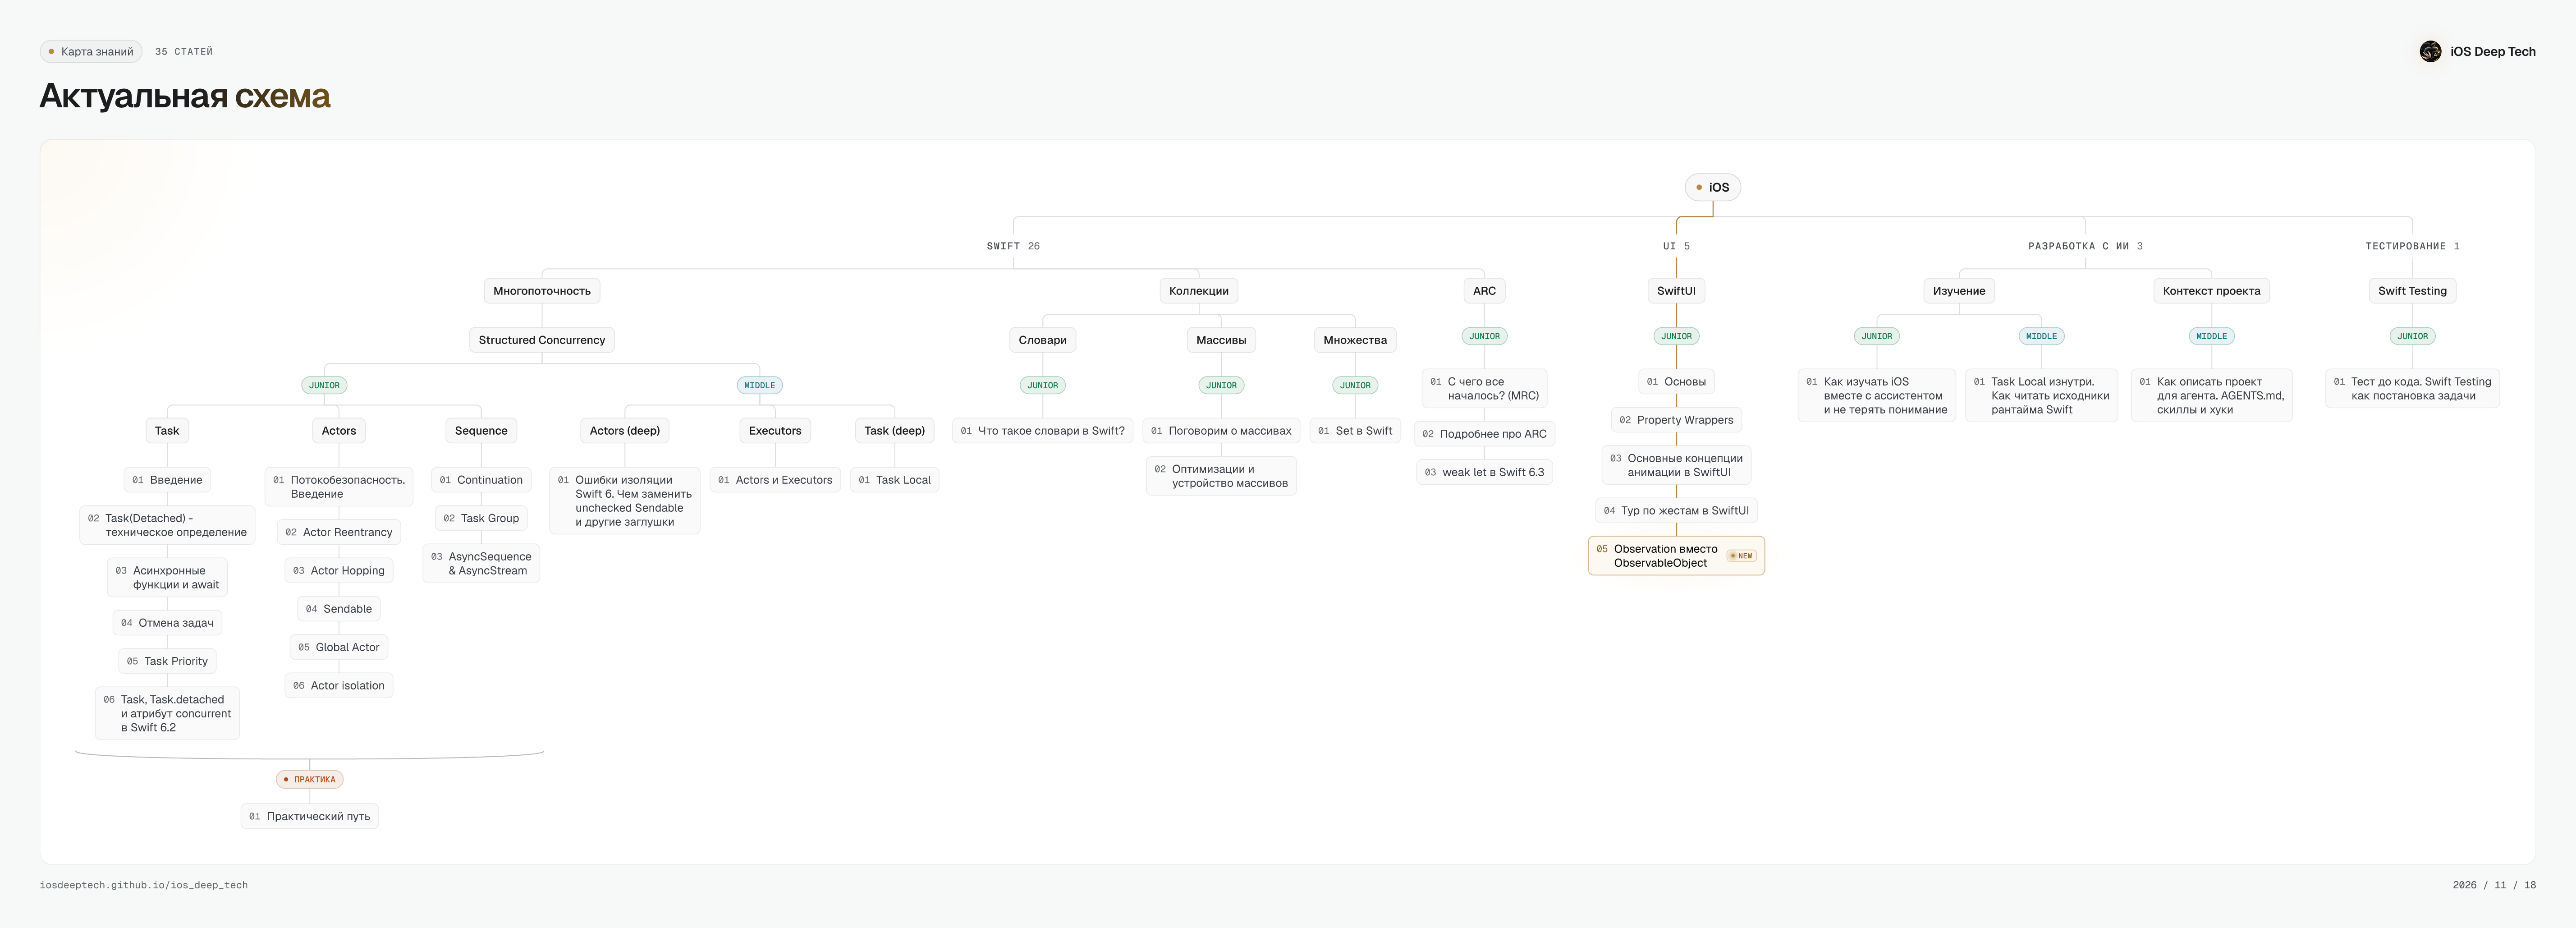 Карта знаний
35 СТАТЕЙ
iOS Deep Tech
Актуальная схема
iOS
SWIFT 26
UI 5
РАЗРАБОТКА С ИИ 3
ТЕСТИРОВАНИЕ 1
Многопоточность
Коллекции
ARC
SwiftUI
Изучение
Контекст проекта
Swift Testing
Structured Concurrency
Словари
Массивы
Множества
JUNIOR
JUNIOR
JUNIOR
MIDDLE
MIDDLE
JUNIOR
JUNIOR
MIDDLE
JUNIOR
JUNIOR
JUNIOR
Task
Actors
Sequence
Actors (deep)
Executors
Task (deep)
01 Введение
02 Task(Detached) -
техническое определение
03 Асинхронные
функции и await
04 Отмена задач
05 Task Priority
06 Task, Task.detached
и атрибут concurrent
в Swift 6.2
01 Потокобезопасность.
Введение
02 Actor Reentrancy
03 Actor Hopping
04 Sendable
05 Global Actor
06 Actor isolation
01 Continuation
02 Task Group
03 AsyncSequence
& AsyncStream
01 Ошибки изоляции
Swift 6. Чем заменить
unchecked Sendable
и другие заглушки
01 Actors и Executors
01 Task Local
01 Что такое словари в Swift?
01 Поговорим о массивах
02 Оптимизации и
устройство массивов
01 Set в Swift
01 С чего все
началось? (MRC)
02 Подробнее про ARC
03 weak let в Swift 6.3
01 Основы
02 Property Wrappers
03 Основные концепции
анимации в SwiftUI
04 Тур по жестам в SwiftUI
05 Observation вместо
ObservableObject
NEW
01 Как изучать iOS
вместе с ассистентом
и не терять понимание
01 Task Local изнутри.
Как читать исходники
рантайма Swift
01 Как описать проект
для агента. AGENTS.md,
скиллы и хуки
01 Тест до кода. Swift Testing
как постановка задачи
ПРАКТИКА
01 Практический путь
iosdeeptech.github.io/ios_deep_tech
2026 / 11 / 18